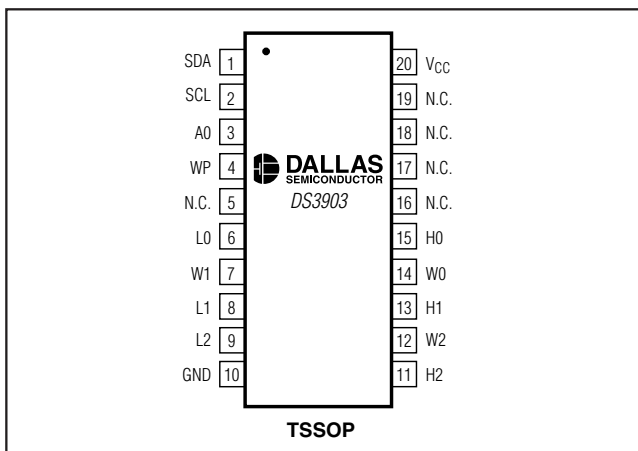 SDA 1 20 VCC
SCL 2 19 N.C.
A0 3 18 N.C.
WP 4 17 N.C.
N.C. 5 16 N.C.
L0 6 15 H0
W1 7 14 W0
L1 8 13 H1
L2 9 12 W2
GND 10 11 H2
DALLAS
SEMICONDUCTOR
DS3903
TSSOP